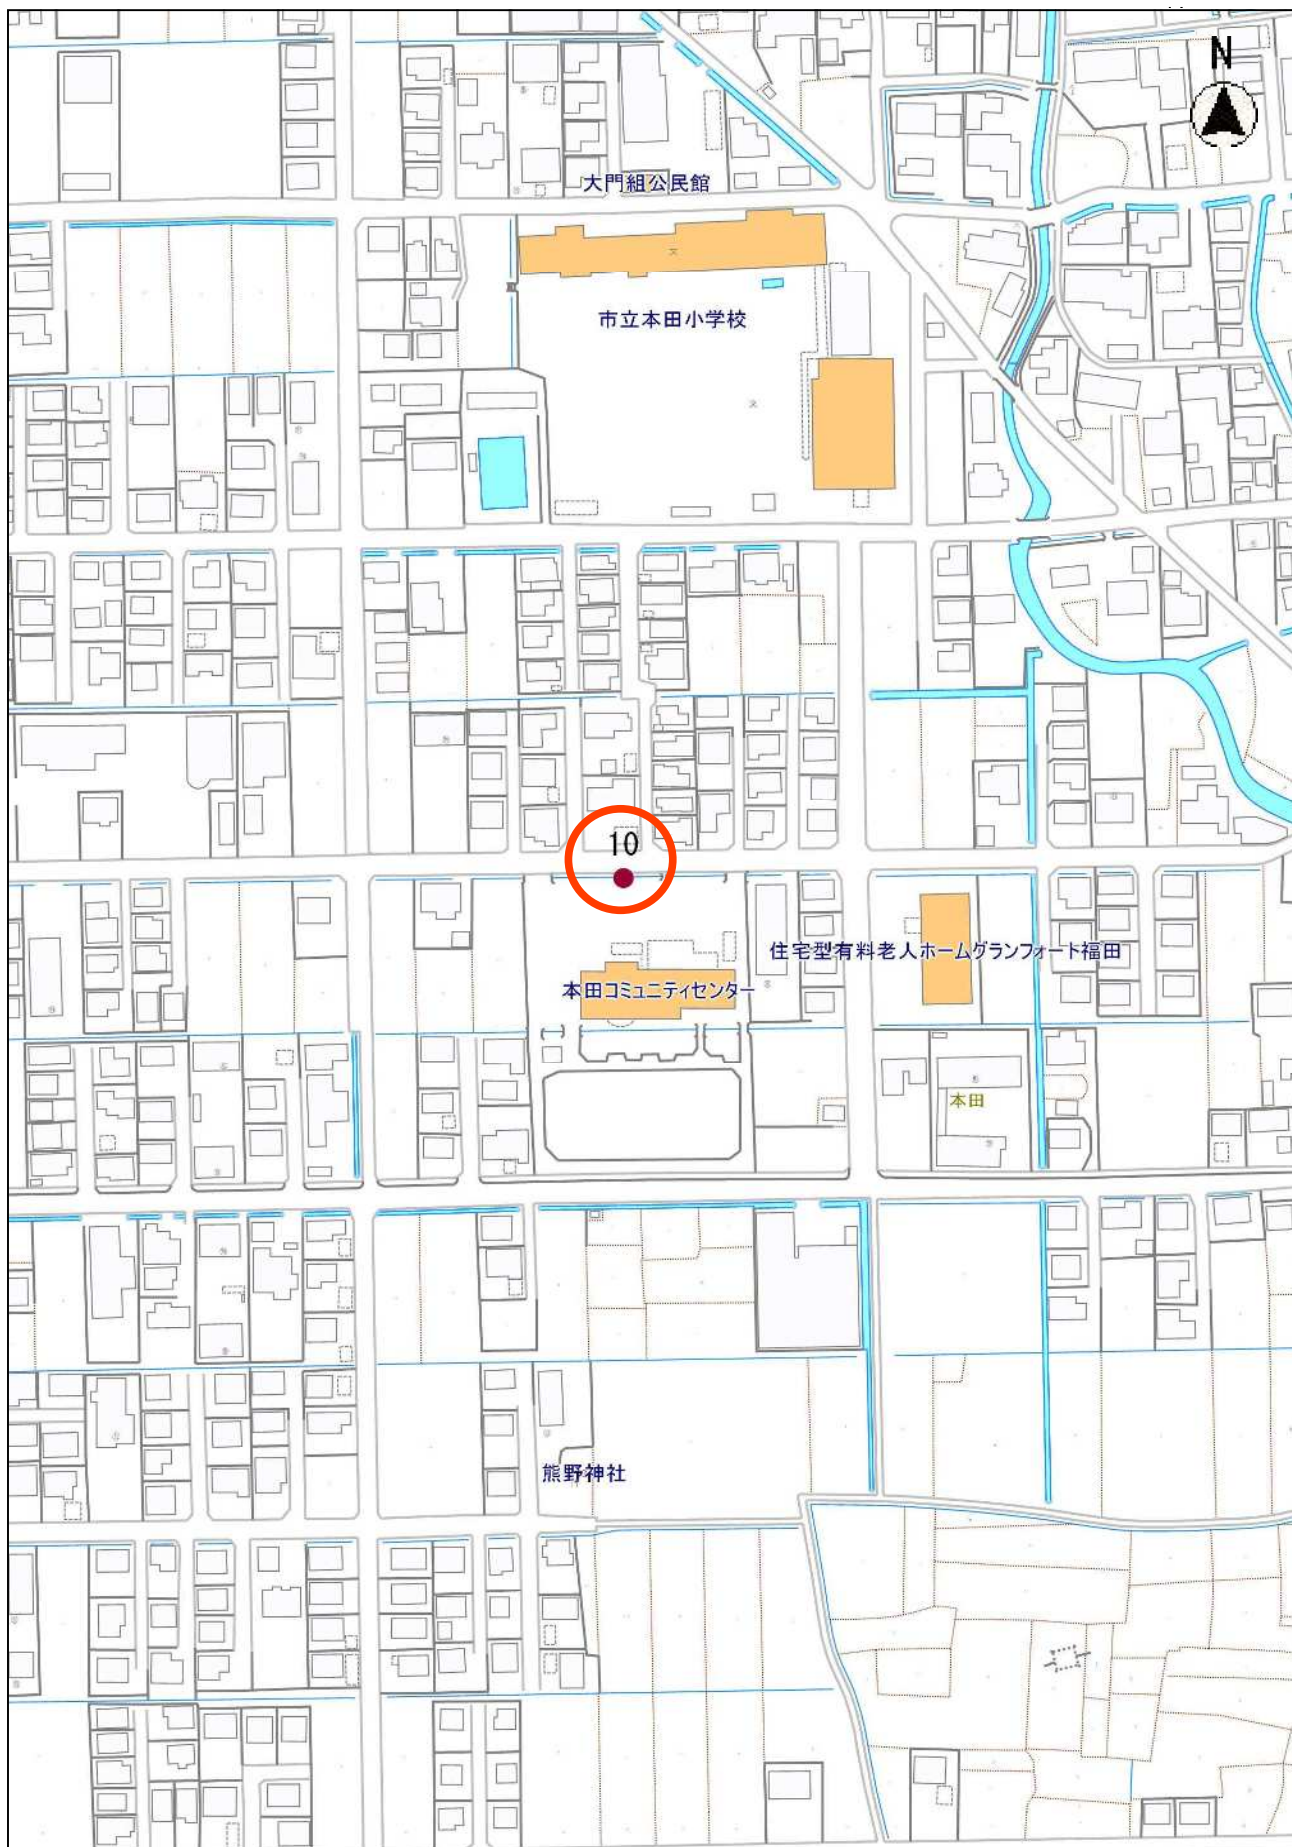 N
大門組公民館
市立本田小学校
10
住宅型有料老人ホームグランフォート福田
本田コミュニティセンター
本田
熊野神社